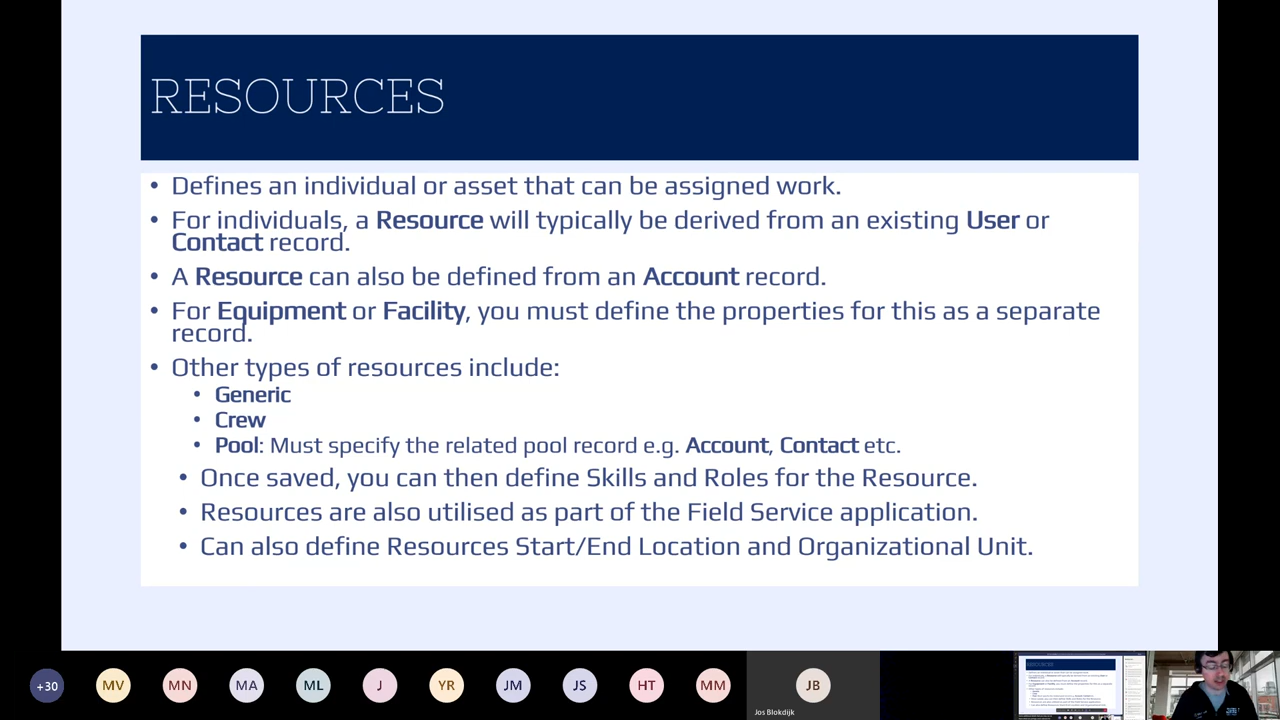 RESOURCES
• Defines an individual or asset that can be assigned work.
• For individuals, a Resource will typically be derived from an existing User or
Contact record.
• A Resource can also be defined from an Account record.
• For Equipment or Facility, you must define the properties for this as a separate
record.
• Other types of resources include:
• Generic
• Crew
• Pool: Must specify the related pool record e.g. Account, Contact etc.
• Once saved, you can then define Skills and Roles for the Resource.
• Resources are also utilised as part of the Field Service application.
• Can also define Resources Start/End Location and Organizational Unit.
+30
MV
MN
MA
ML
JM
JS
HT
JB
Jos Blokdijk
RESOURCES